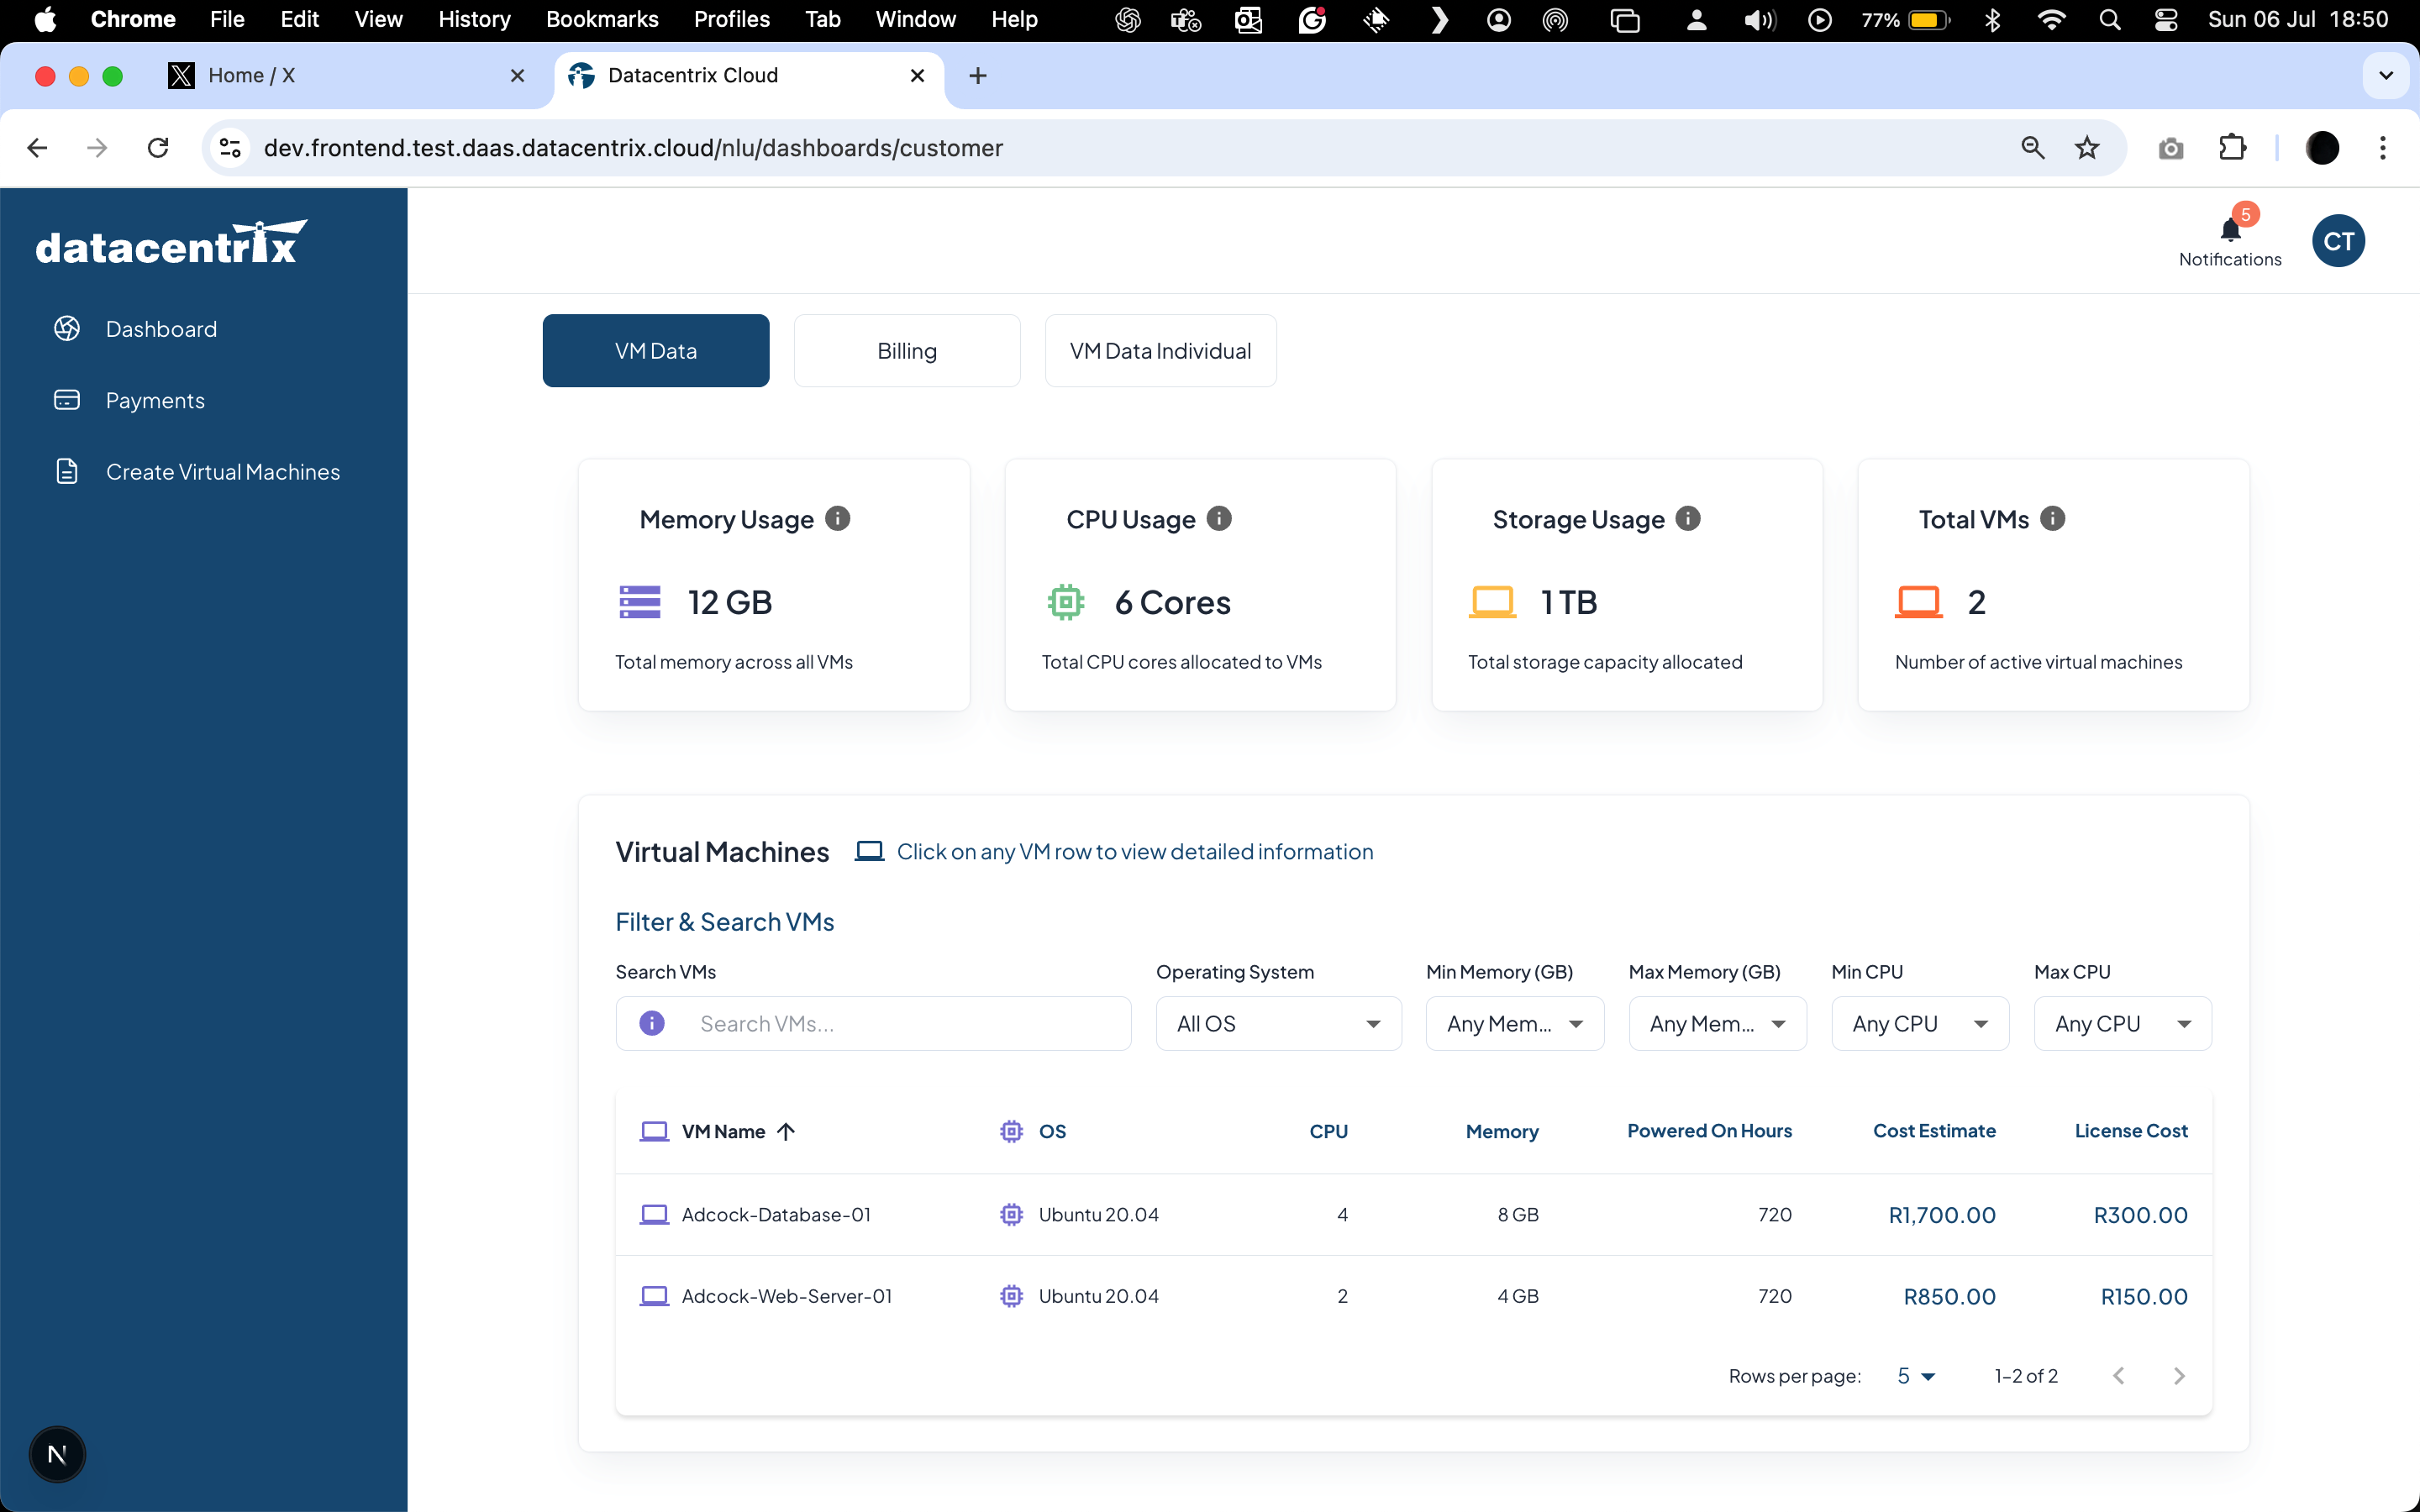 Chrome File Edit View History Bookmarks Profiles Tab Window Help 77% Sun 06 Jul 18:50
Home / X
Datacentrix Cloud
dev.frontend.test.daas.datacentrix.cloud/nlu/dashboards/customer
datacentrix
5
Notifications
CT
Dashboard
Payments
Create Virtual Machines
VM Data
Billing
VM Data Individual
Memory Usage
12 GB
Total memory across all VMs
CPU Usage
6 Cores
Total CPU cores allocated to VMs
Storage Usage
1 TB
Total storage capacity allocated
Total VMs
2
Number of active virtual machines
Virtual Machines Click on any VM row to view detailed information
Filter & Search VMs
Search VMs Operating System Min Memory (GB) Max Memory (GB) Min CPU Max CPU
Search VMs... All OS Any Mem... Any Mem... Any CPU Any CPU
VM Name OS CPU Memory Powered On Hours Cost Estimate License Cost
Adcock-Database-01 Ubuntu 20.04 4 8 GB 720 R1,700.00 R300.00
Adcock-Web-Server-01 Ubuntu 20.04 2 4 GB 720 R850.00 R150.00
Rows per page: 5 1–2 of 2
N